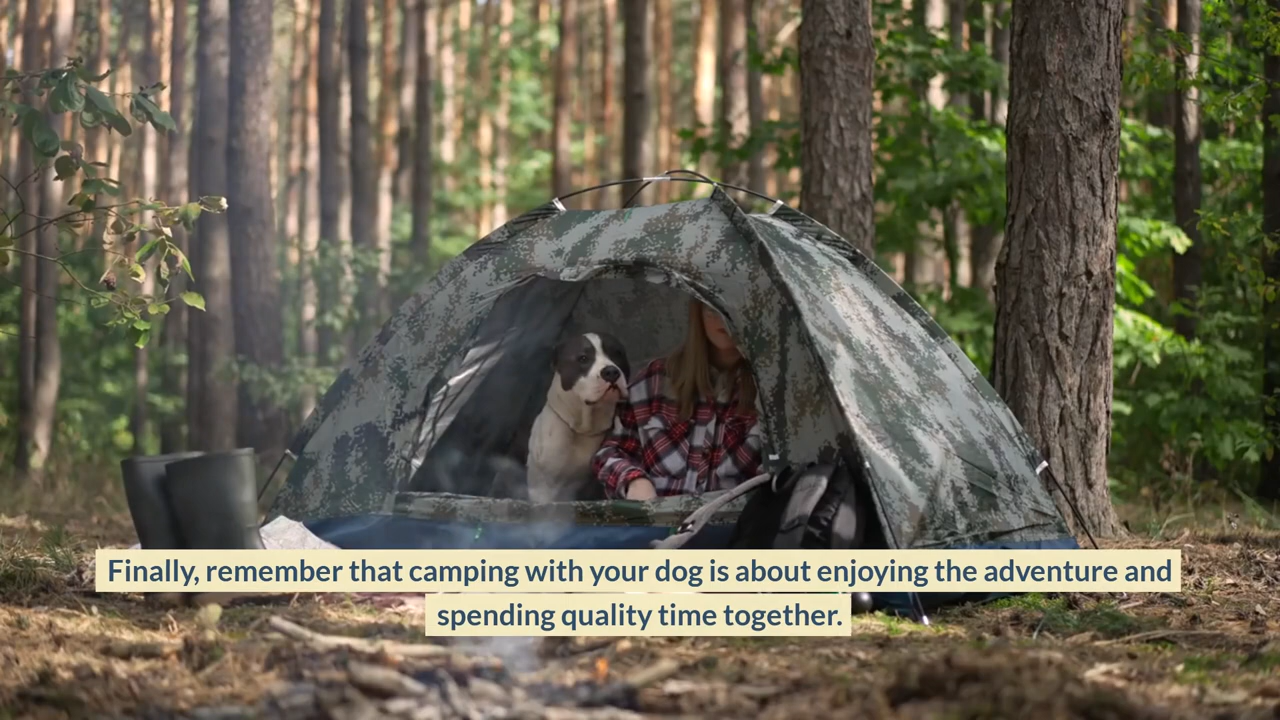 Finally, remember that camping with your dog is about enjoying the adventure and
spending quality time together.